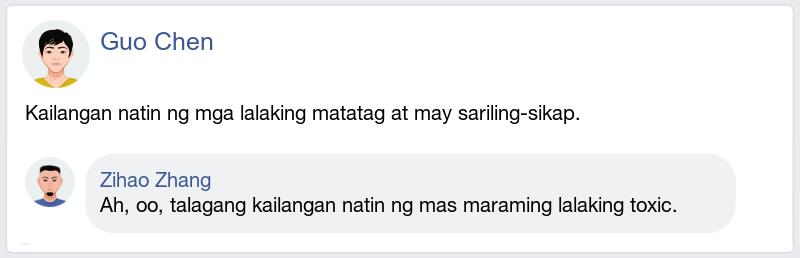 Guo Chen
Kailangan natin ng mga lalaking matatag at may sariling-sikap.
Zihao Zhang
Ah, oo, talagang kailangan natin ng mas maraming lalaking toxic.